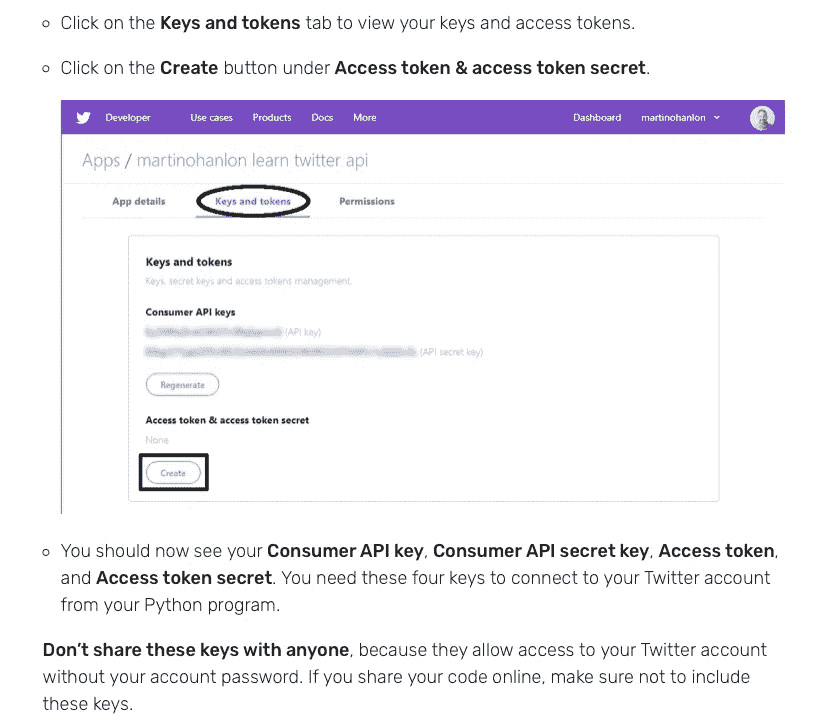 Click on the Keys and tokens tab to view your keys and access tokens.
Click on the Create button under Access token & access token secret.
Developer Use cases Products Docs More Dashboard martinohanlon
Apps / martinohanlon learn twitter api
App details Keys and tokens Permissions
Keys and tokens
Keys, secret keys and access tokens management.
Consumer API keys
(API key)
(API secret key)
Regenerate
Access token & access token secret
None
Create
You should now see your Consumer API key, Consumer API secret key, Access token,
and Access token secret. You need these four keys to connect to your Twitter account
from your Python program.
Don’t share these keys with anyone, because they allow access to your Twitter account
without your account password. If you share your code online, make sure not to include
these keys.